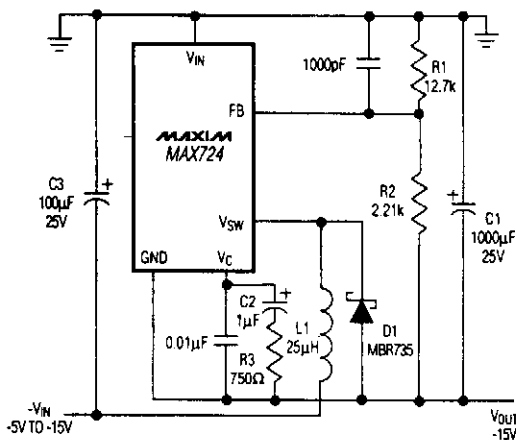 VIN
1000pF
R1
12.7k
FB
MAXIM
MAX724
C3
100µF
25V
R2
2.21k
VSW
C1
1000µF
25V
GND
VC
C2
1µF
0.01µF
R3
750Ω
L1
25µH
D1
MBR735
-VIN
-5V TO -15V
VOUT
-15V